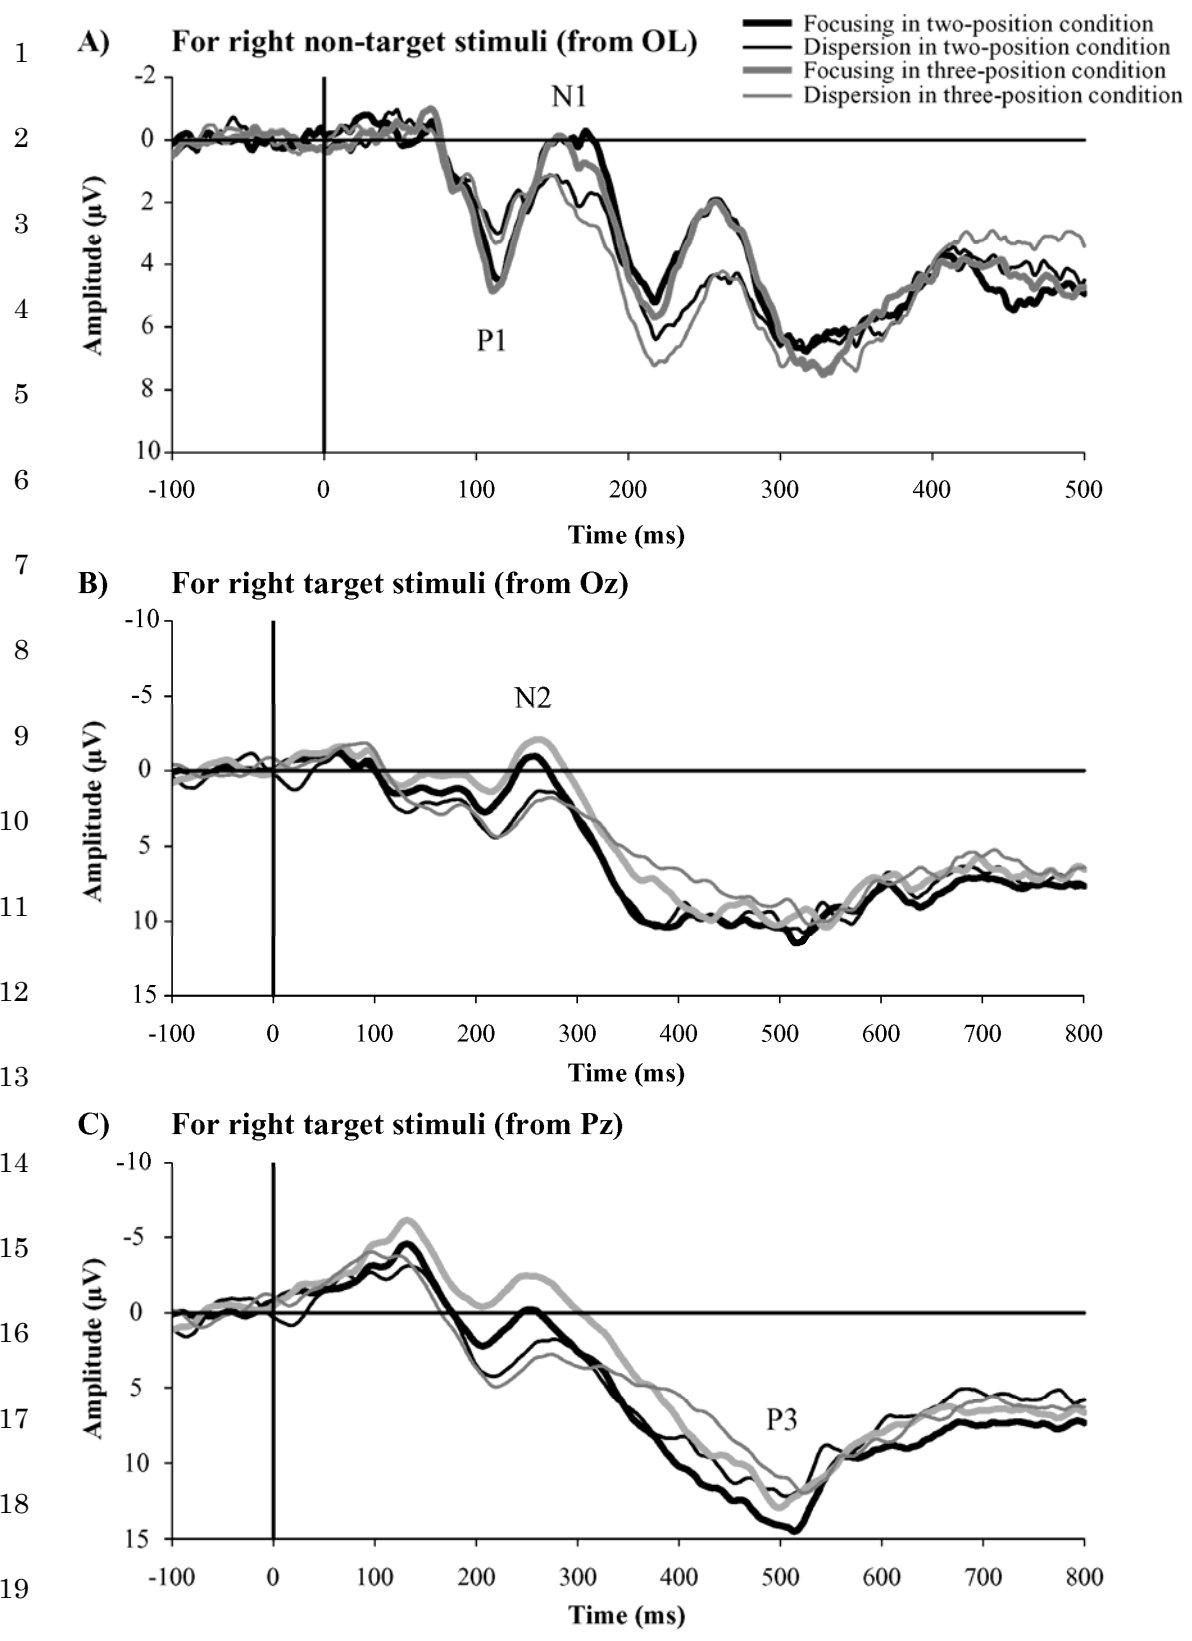 Focusing in two-position condition
Dispersion in two-position condition
Focusing in three-position condition
Dispersion in three-position condition
1
2
3
4
5
6
7
8
9
10
11
12
13
14
15
16
17
18
19
A) For right non-target stimuli (from OL)
N1
P1
Amplitude (μV)
-2
0
2
4
6
8
10
-100 0 100 200 300 400 500
Time (ms)
B) For right target stimuli (from Oz)
N2
Amplitude (μV)
-10
-5
0
5
10
15
-100 0 100 200 300 400 500 600 700 800
Time (ms)
C) For right target stimuli (from Pz)
P3
Amplitude (μV)
-10
-5
0
5
10
15
-100 0 100 200 300 400 500 600 700 800
Time (ms)